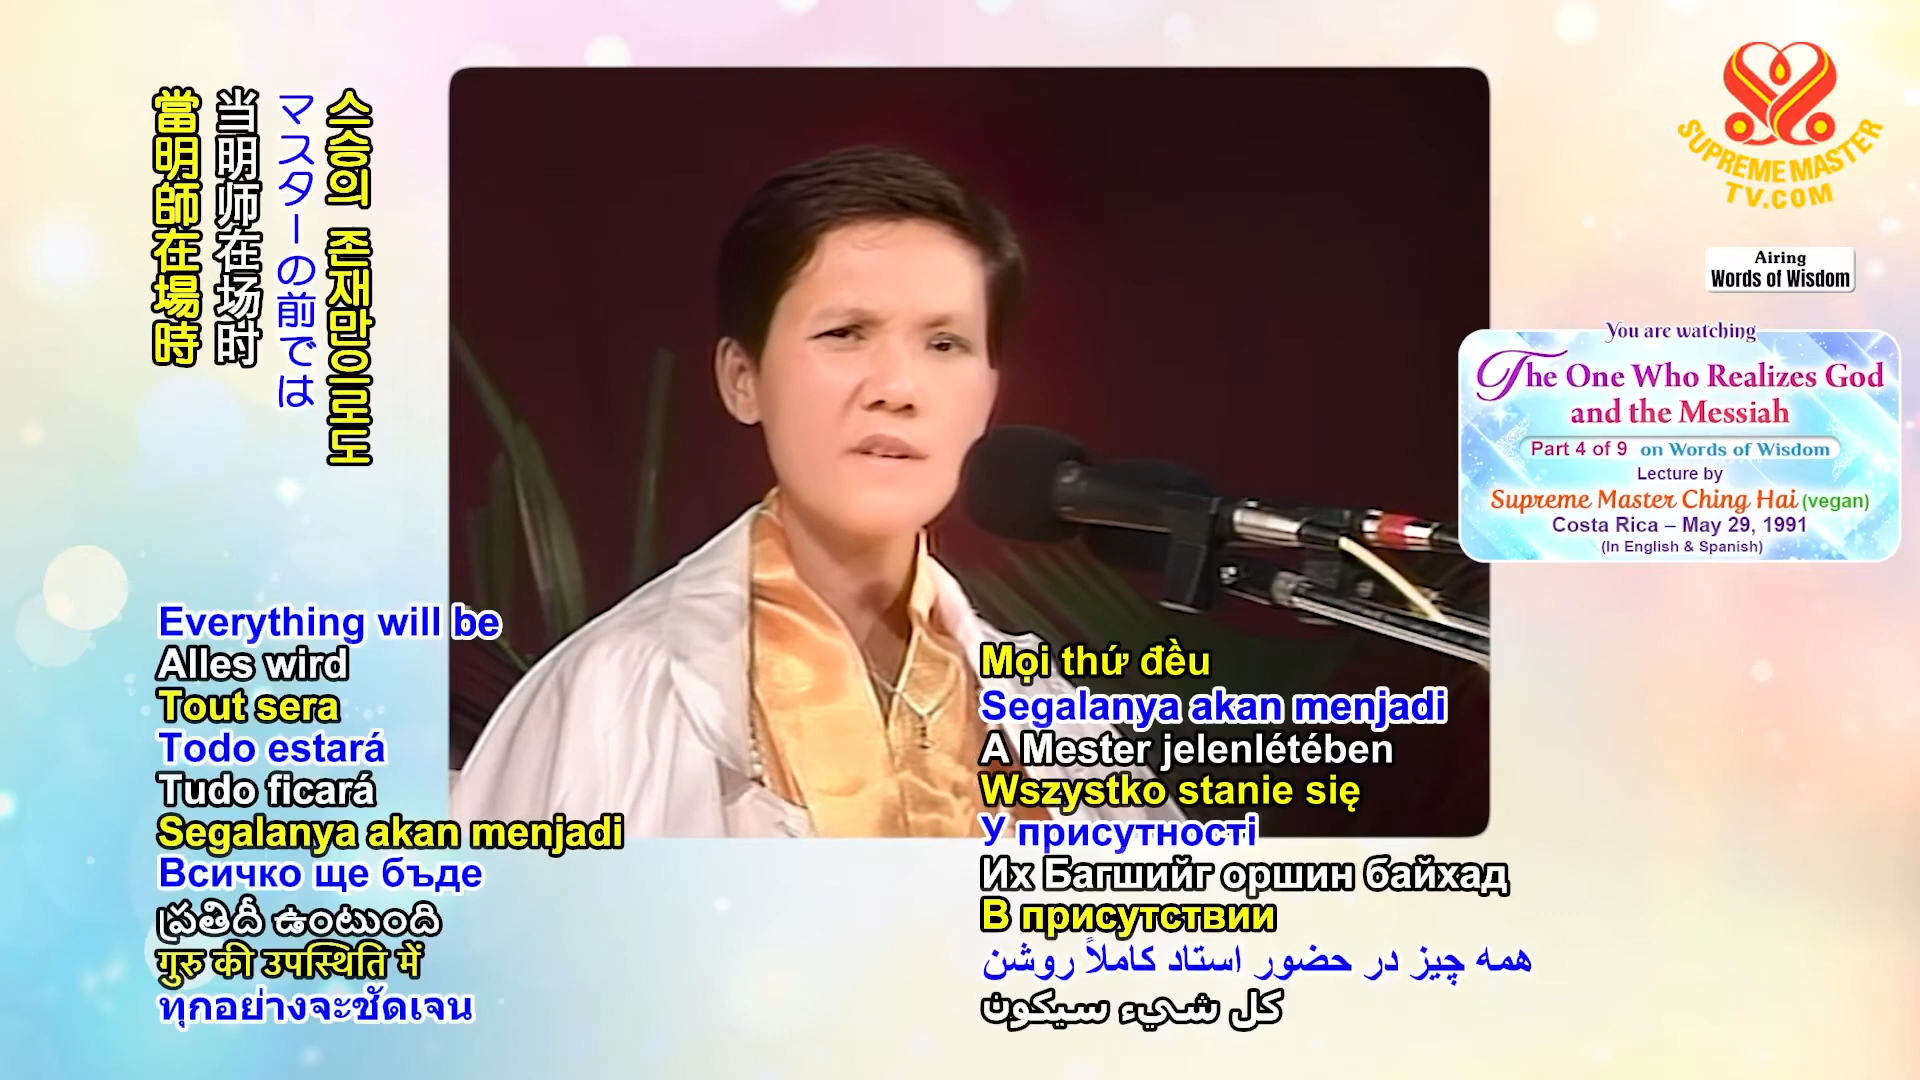 當明師在場時
当明师在场时
マスターの前では
스승의 존재만으로도
SUPREME MASTER
TV.COM
Airing
Words of Wisdom
You are watching
The One Who Realizes God
and the Messiah
Part 4 of 9 on Words of Wisdom
Lecture by
Supreme Master Ching Hai (vegan)
Costa Rica – May 29, 1991
(In English & Spanish)
Everything will be
Alles wird
Tout sera
Todo estará
Tudo ficará
Segalanya akan menjadi
Всичко ще бъде
ప్రతిదీ ఉంటుంది
गुरु की उपस्थिति में
ทุกอย่างจะชัดเจน
Mọi thứ đều
Segalanya akan menjadi
A Mester jelenlétében
Wszystko stanie się
У присутності
Их Багшийг оршин байхад
В присутствии
همه چیز در حضور استاد کاملاً روشن
كل شيء سيكون